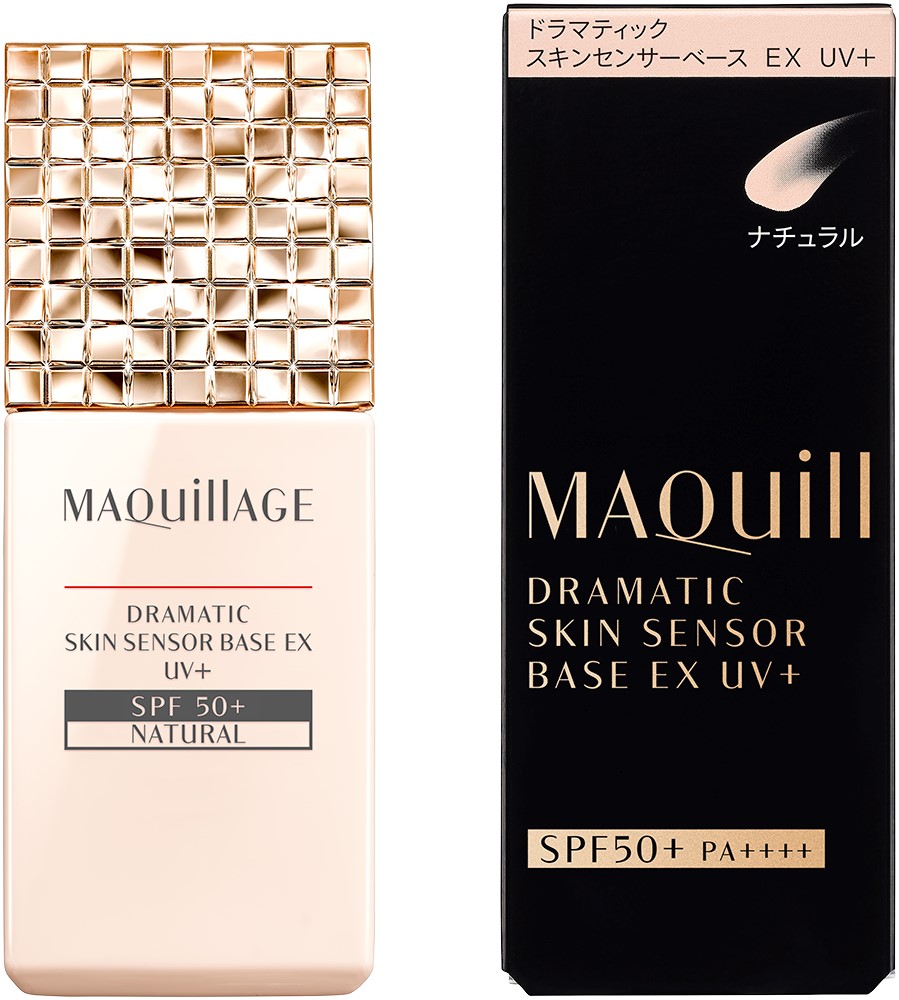 MAQuillAGE
DRAMATIC
SKIN SENSOR BASE EX
UV+
SPF 50+
NATURAL
ドラマティック
スキンセンサーベース EX UV+
ナチュラル
MAQuill
DRAMATIC
SKIN SENSOR
BASE EX UV+
SPF50+ PA++++